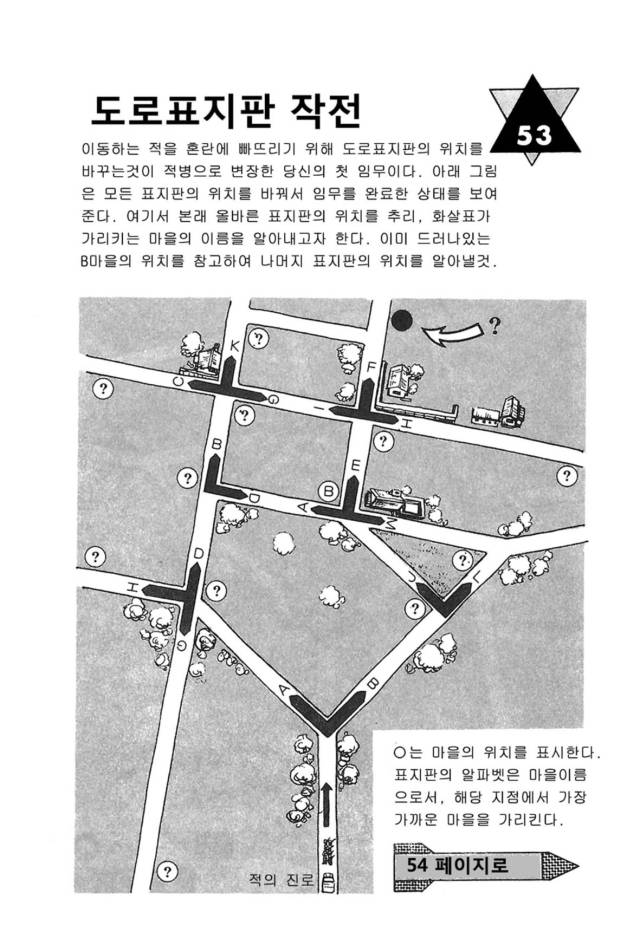 도로표지판 작전
53
이동하는 적을 혼란에 빠뜨리기 위해 도로표지판의 위치를
바꾸는것이 적병으로 변장한 당신의 첫 임무이다. 아래 그림
은 모든 표지판의 위치를 바꿔서 임무를 완료한 상태를 보여
준다. 여기서 본래 올바른 표지판의 위치를 추리, 화살표가
가리키는 마을의 이름을 알아내고자 한다. 이미 드러나있는
B마을의 위치를 참고하여 나머지 표지판의 위치를 알아낼것.
?
K
?
F
?
C
G
?
I
H
?
?
B
E
?
D
A
B
M
?
D
?
J
L
?
H
?
C
A
B
○는 마을의 위치를 표시한다.
표지판의 알파벳은 마을이름
으로서, 해당 지점에서 가장
가까운 마을을 가리킨다.
54 페이지로
?
적의 진로